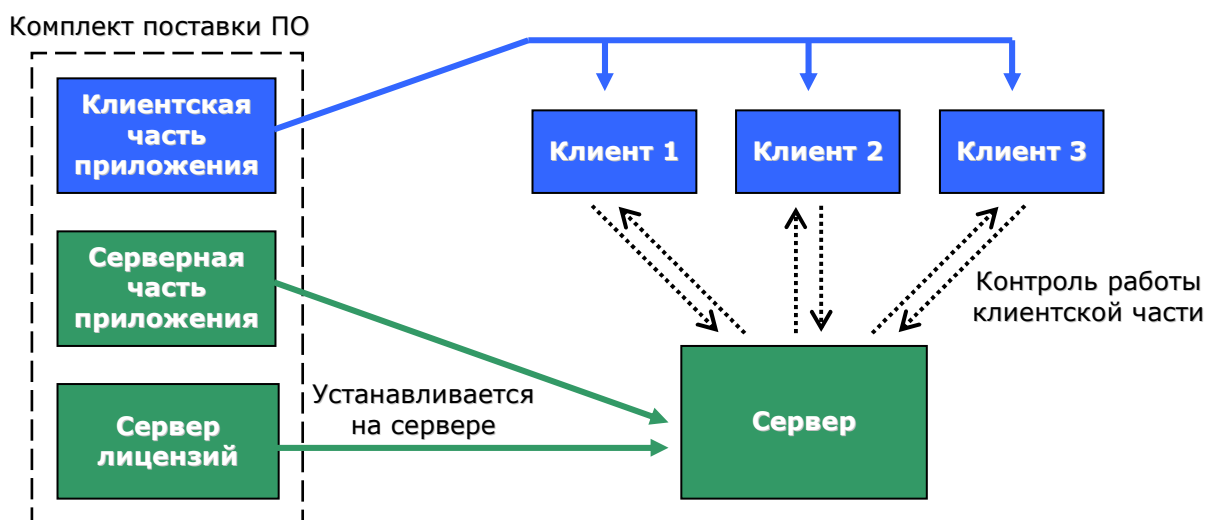 Комплект поставки ПО
Клиентская
часть
приложения
Клиент 1
Клиент 2
Клиент 3
Серверная
часть
приложения
Контроль работы
клиентской части
Устанавливается
на сервере
Сервер
Сервер
лицензий